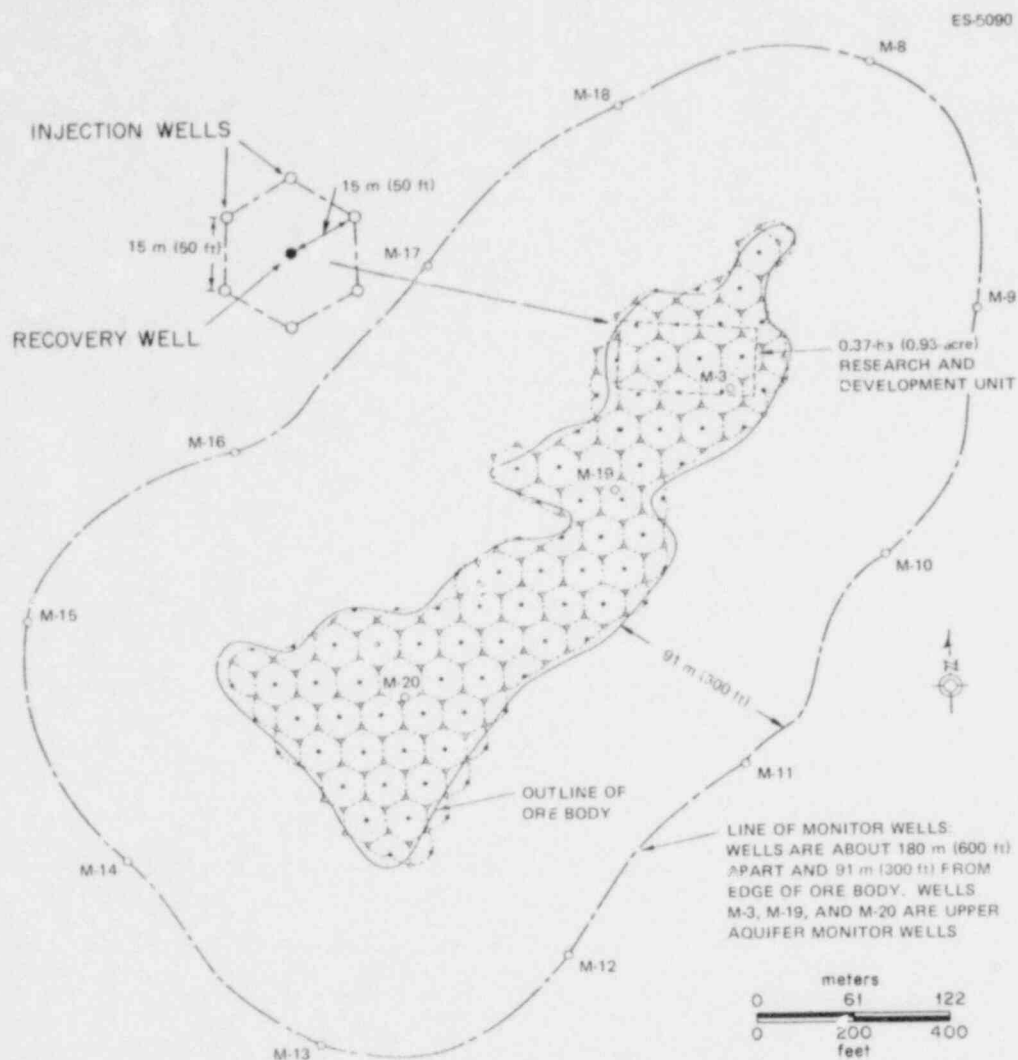 ES-5090
M-8
M-18
INJECTION WELLS
15 m (50 ft)
15 m (50 ft)
M-17
RECOVERY WELL
M-9
0.37-ha (0.93-acre)
RESEARCH AND
DEVELOPMENT UNIT
M-3
M-16
M-19
M-10
M-15
91 m (300 ft)
N
M-20
M-11
OUTLINE OF
ORE BODY
LINE OF MONITOR WELLS:
WELLS ARE ABOUT 180 m (600 ft)
APART AND 91 m (300 ft) FROM
EDGE OF ORE BODY. WELLS
M-3, M-19, AND M-20 ARE UPPER
AQUIFER MONITOR WELLS
M-14
M-12
meters
0 61 122
0 200 400
feet
M-13